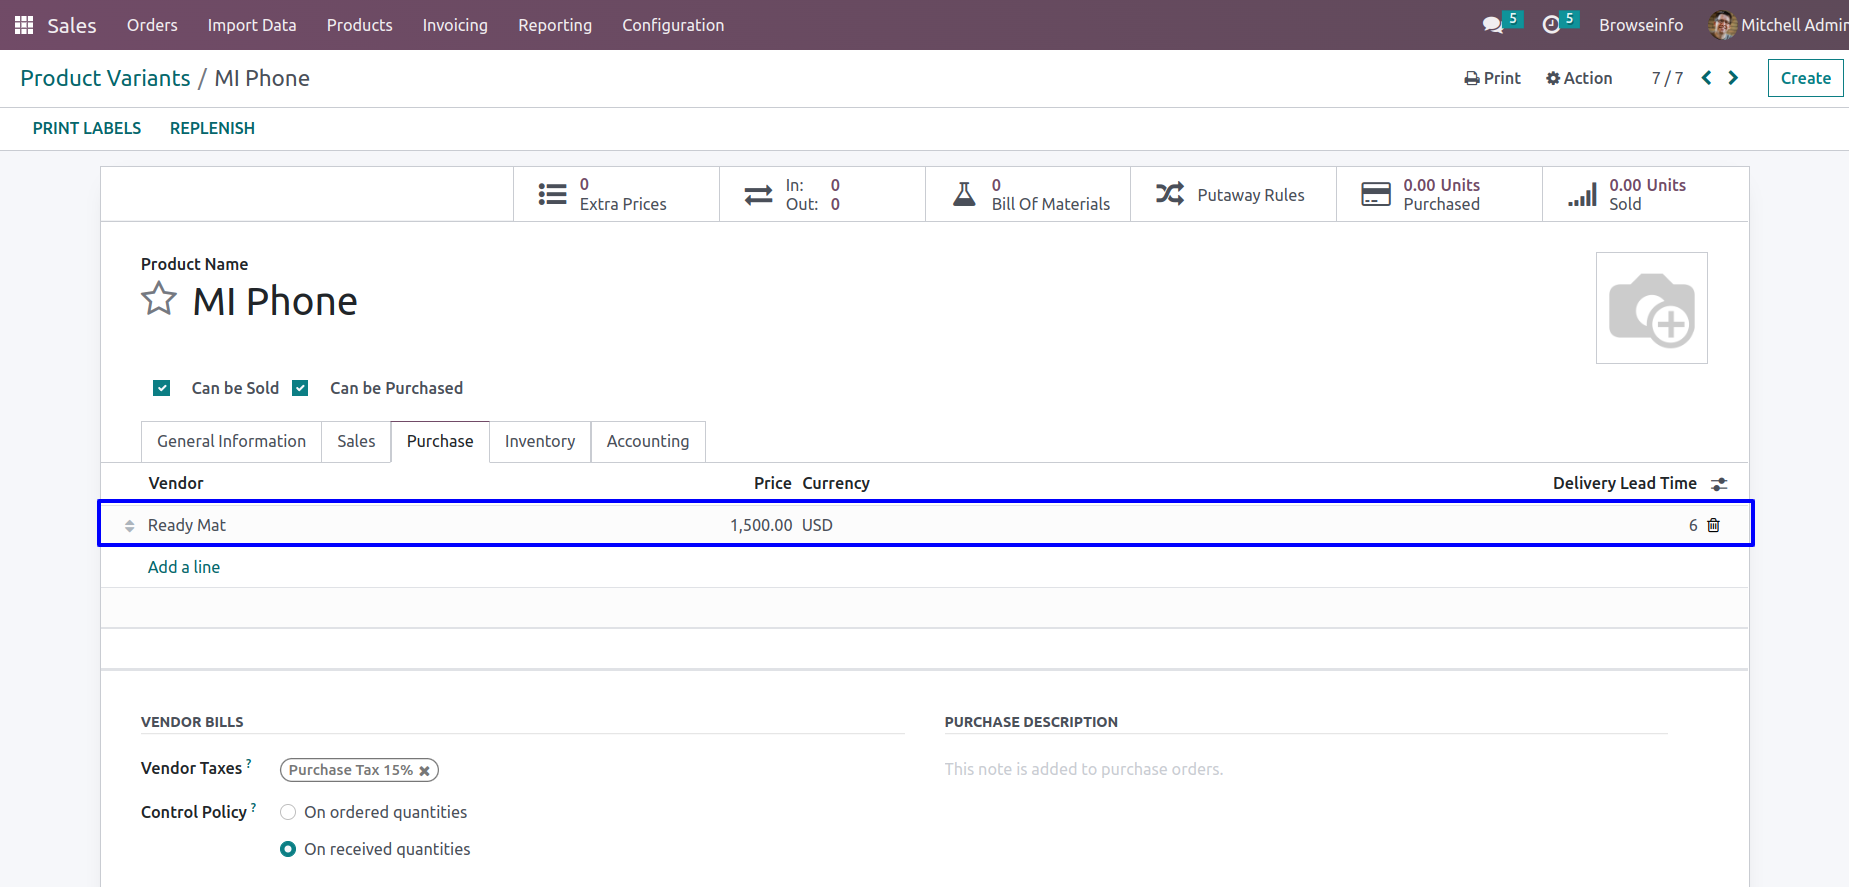 Sales Orders Import Data Products Invoicing Reporting Configuration 5 5 Browseinfo Mitchell Admin
Product Variants / MI Phone Print Action 7 / 7 Create
PRINT LABELS REPLENISH
0 Extra Prices
In: 0
Out: 0
0 Bill Of Materials
Putaway Rules
0.00 Units Purchased
0.00 Units Sold
Product Name
MI Phone
Can be Sold Can be Purchased
General Information Sales Purchase Inventory Accounting
Vendor Price Currency Delivery Lead Time
Ready Mat 1,500.00 USD 6
Add a line
VENDOR BILLS PURCHASE DESCRIPTION
Vendor Taxes ? Purchase Tax 15% This note is added to purchase orders.
Control Policy ? On ordered quantities
On received quantities